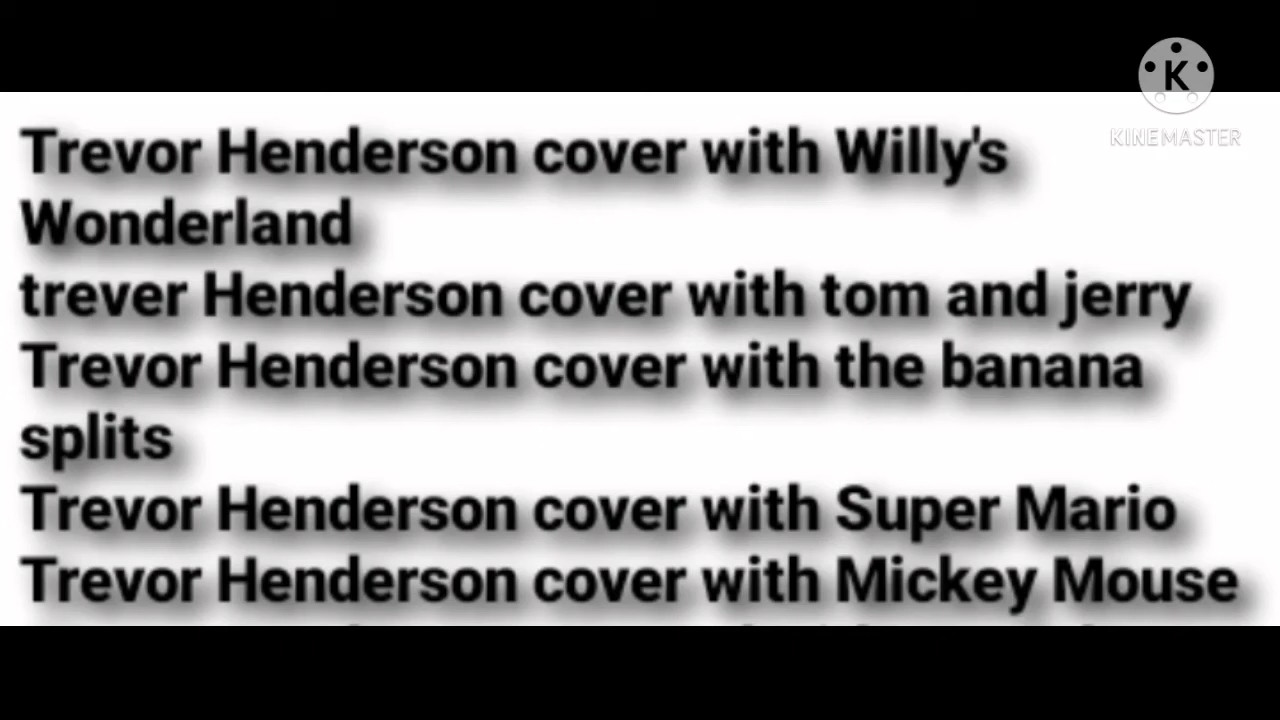 K
KINEMASTER
Trevor Henderson cover with Willy's
Wonderland
trever Henderson cover with tom and jerry
Trevor Henderson cover with the banana
splits
Trevor Henderson cover with Super Mario
Trevor Henderson cover with Mickey Mouse